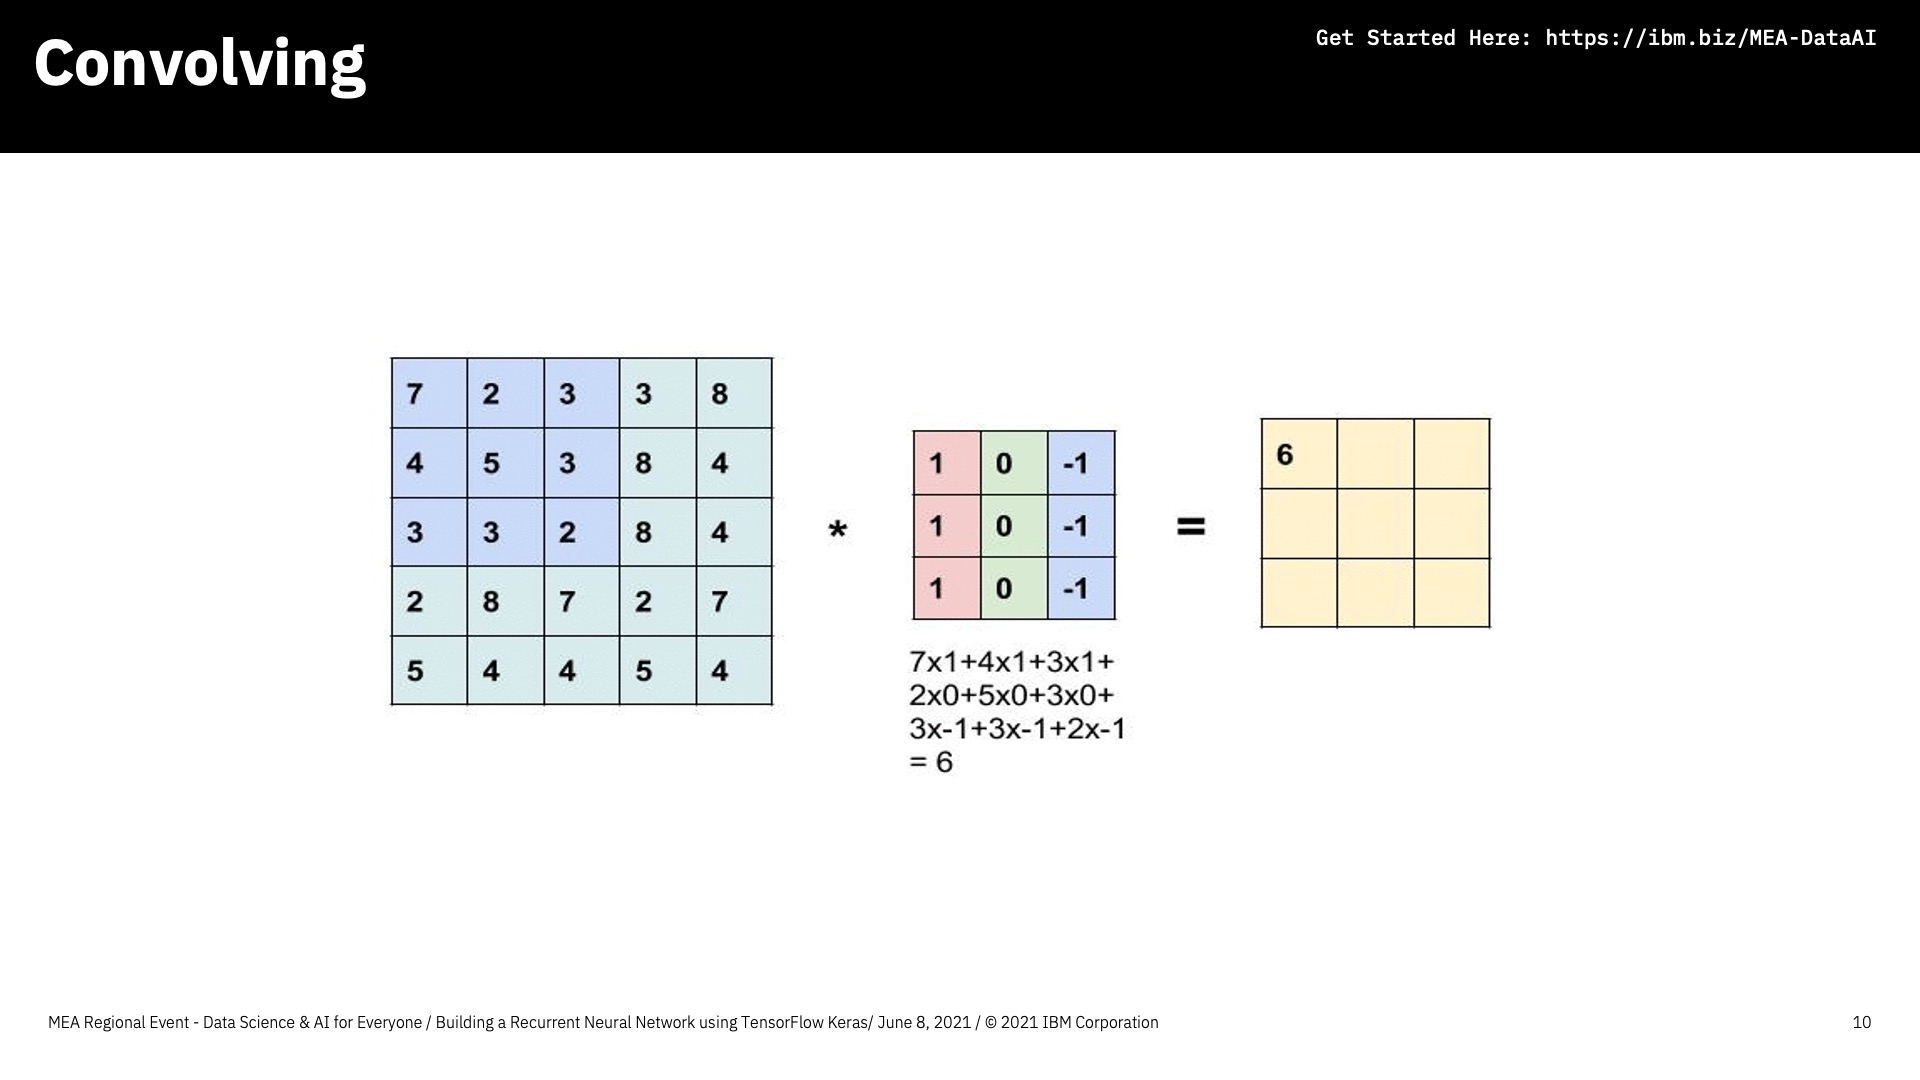 Convolving
Get Started Here: https://ibm.biz/MEA-DataAI
7 2 3 3 8
4 5 3 8 4
3 3 2 8 4
2 8 7 2 7
5 4 4 5 4
*
1 0 -1
1 0 -1
1 0 -1
=
6
7x1+4x1+3x1+
2x0+5x0+3x0+
3x-1+3x-1+2x-1
= 6
MEA Regional Event - Data Science & AI for Everyone / Building a Recurrent Neural Network using TensorFlow Keras/ June 8, 2021 / © 2021 IBM Corporation
10